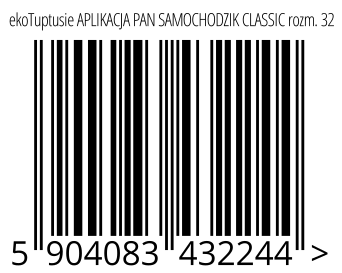 ekoTuptusie APLIKACJA PAN SAMOCHODZIK CLASSIC rozm. 32
5 904083 432244 >